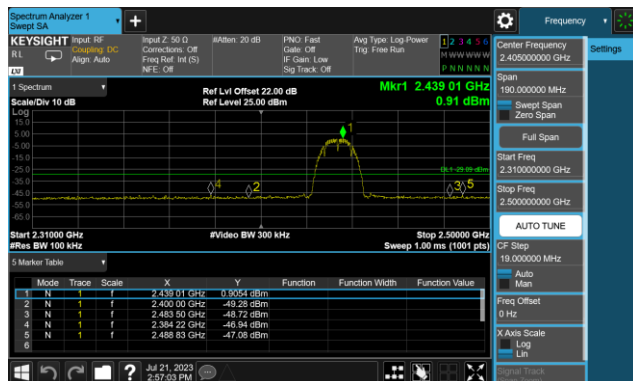 Spectrum Analyzer 1
Swept SA
Frequency
KEYSIGHT
R L
Input: RF
Coupling: DC
Align: Auto
Input Z: 50 Ω
Corrections: Off
Freq Ref: Int (S)
NFE: Off
#Atten: 20 dB
PNO: Fast
Gate: Off
IF Gain: Low
Sig Track: Off
Avg Type: Log-Power
Trig: Free Run
1 2 3 4 5 6
M W W W W W
P N N N N N
Center Frequency
2.405000000 GHz
Settings
Span
190.000000 MHz
Swept Span
Zero Span
Full Span
Start Freq
2.310000000 GHz
Stop Freq
2.500000000 GHz
AUTO TUNE
CF Step
19.000000 MHz
Auto
Man
Freq Offset
0 Hz
X Axis Scale
Log
Lin
Signal Track
1 Spectrum
Scale/Div 10 dB
Ref Lvl Offset 22.00 dB
Ref Level 25.00 dBm
Mkr1 2.439 01 GHz
0.91 dBm
Log
15.0
5.00
-5.00
-15.0
-25.0
-35.0
-45.0
-55.0
-65.0
1
DL1 -29.09 dBm
4
2
3
5
Start 2.31000 GHz
#Res BW 100 kHz
#Video BW 300 kHz
Stop 2.50000 GHz
Sweep 1.00 ms (1001 pts)
5 Marker Table
Mode Trace Scale X Y Function Function Width Function Value
1 N 1 f 2.439 01 GHz 0.9054 dBm
2 N 1 f 2.400 00 GHz -49.28 dBm
3 N 1 f 2.483 50 GHz -48.72 dBm
4 N 1 f 2.384 22 GHz -46.94 dBm
5 N 1 f 2.488 83 GHz -47.08 dBm
6
?
Jul 21, 2023
2:57:03 PM